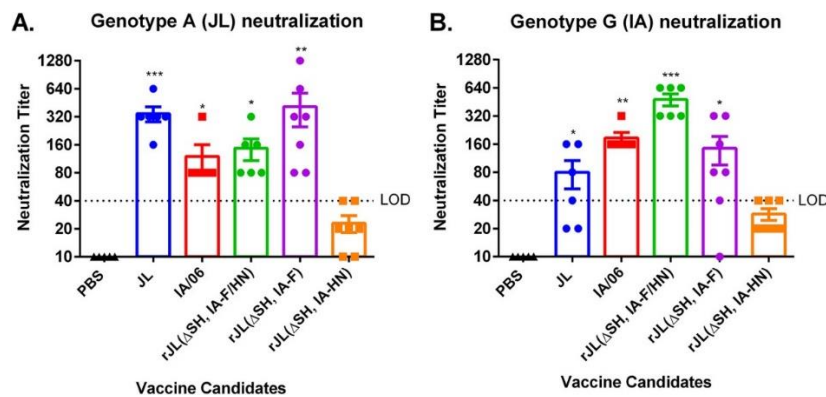 A.
Genotype A (JL) neutralization
Neutralization Titer
1280
640
320
160
80
40
20
10
***
*
*
**
LOD
PBS
JL
IA/06
rJL(ΔSH, IA-F/HN)
rJL(ΔSH, IA-F)
rJL(ΔSH, IA-HN)
Vaccine Candidates
B.
Genotype G (IA) neutralization
Neutralization Titer
1280
640
320
160
80
40
20
10
*
**
***
*
LOD
PBS
JL
IA/06
rJL(ΔSH, IA-F/HN)
rJL(ΔSH, IA-F)
rJL(ΔSH, IA-HN)
Vaccine Candidates